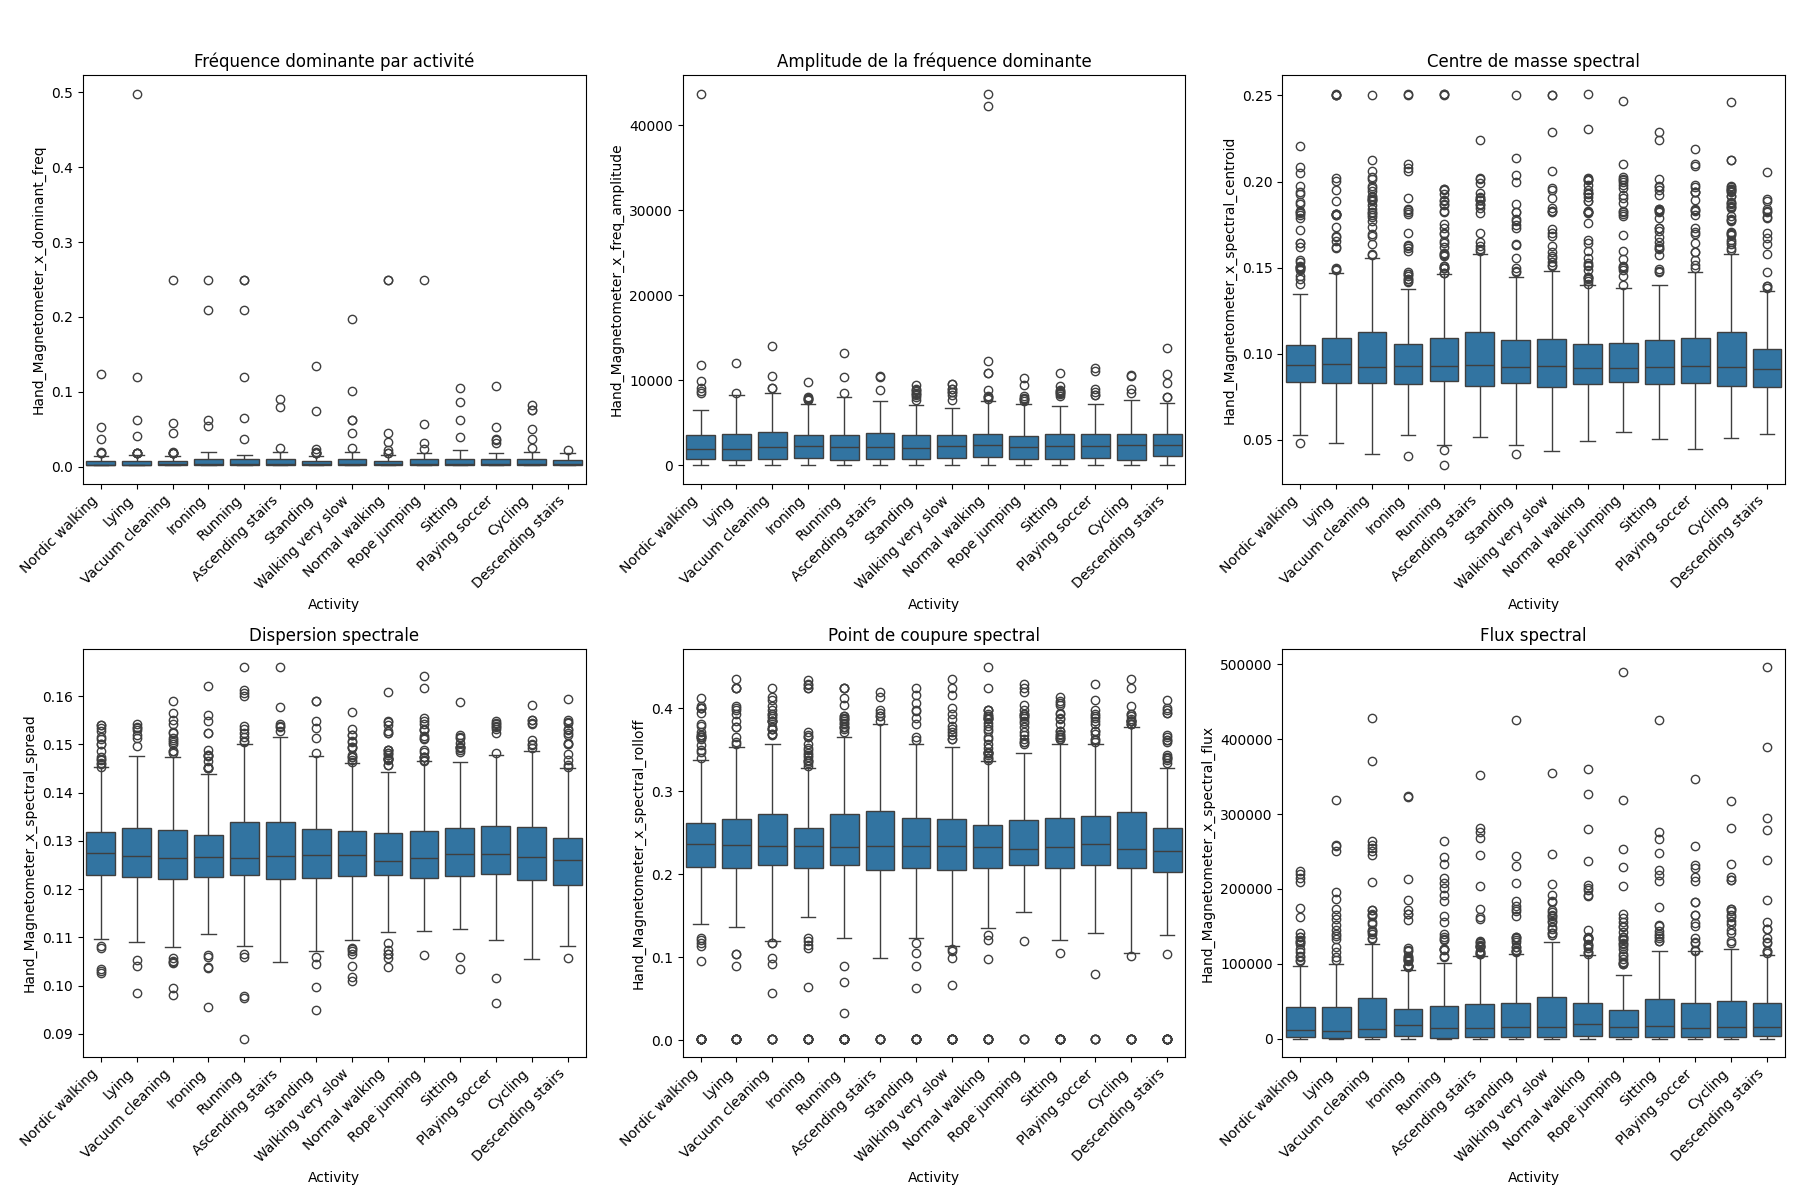 Fréquence dominante par activité
Hand_Magnetometer_x_dominant_freq
0.5
0.4
0.3
0.2
0.1
0.0
Nordic walking
Lying
Vacuum cleaning
Ironing
Running
Ascending stairs
Standing
Walking very slow
Normal walking
Rope jumping
Sitting
Playing soccer
Cycling
Descending stairs
Activity
Amplitude de la fréquence dominante
Hand_Magnetometer_x_freq_amplitude
40000
30000
20000
10000
0
Nordic walking
Lying
Vacuum cleaning
Ironing
Running
Ascending stairs
Standing
Walking very slow
Normal walking
Rope jumping
Sitting
Playing soccer
Cycling
Descending stairs
Activity
Centre de masse spectral
Hand_Magnetometer_x_spectral_centroid
0.25
0.20
0.15
0.10
0.05
Nordic walking
Lying
Vacuum cleaning
Ironing
Running
Ascending stairs
Standing
Walking very slow
Normal walking
Rope jumping
Sitting
Playing soccer
Cycling
Descending stairs
Activity
Dispersion spectrale
Hand_Magnetometer_x_spectral_spread
0.16
0.15
0.14
0.13
0.12
0.11
0.10
0.09
Nordic walking
Lying
Vacuum cleaning
Ironing
Running
Ascending stairs
Standing
Walking very slow
Normal walking
Rope jumping
Sitting
Playing soccer
Cycling
Descending stairs
Activity
Point de coupure spectral
Hand_Magnetometer_x_spectral_rolloff
0.4
0.3
0.2
0.1
0.0
Nordic walking
Lying
Vacuum cleaning
Ironing
Running
Ascending stairs
Standing
Walking very slow
Normal walking
Rope jumping
Sitting
Playing soccer
Cycling
Descending stairs
Activity
Flux spectral
Hand_Magnetometer_x_spectral_flux
500000
400000
300000
200000
100000
0
Nordic walking
Lying
Vacuum cleaning
Ironing
Running
Ascending stairs
Standing
Walking very slow
Normal walking
Rope jumping
Sitting
Playing soccer
Cycling
Descending stairs
Activity